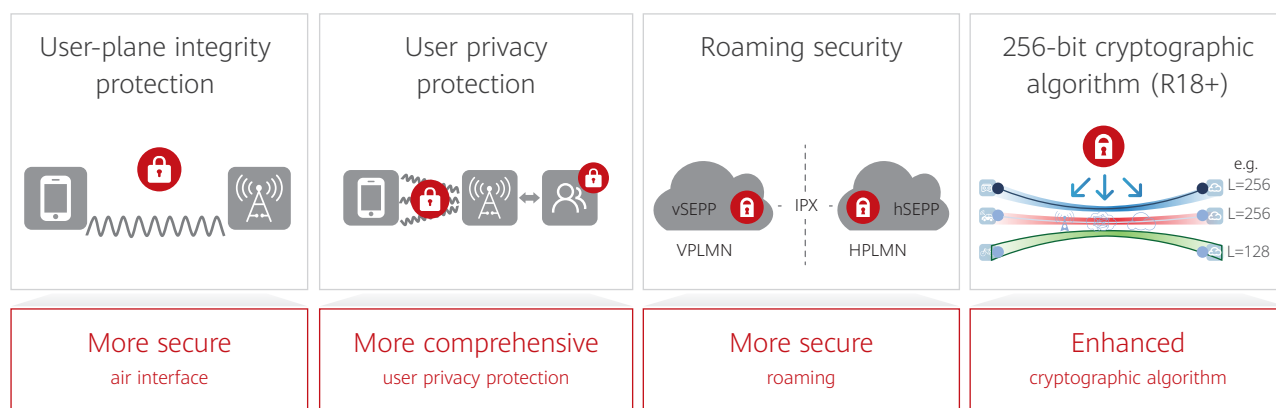 User-plane integrity
protection
User privacy
protection
Roaming security
256-bit cryptographic
algorithm (R18+)
vSEPP
IPX
hSEPP
VPLMN
HPLMN
e.g.
L=256
L=256
L=128
More secure
air interface
More comprehensive
user privacy protection
More secure
roaming
Enhanced
cryptographic algorithm